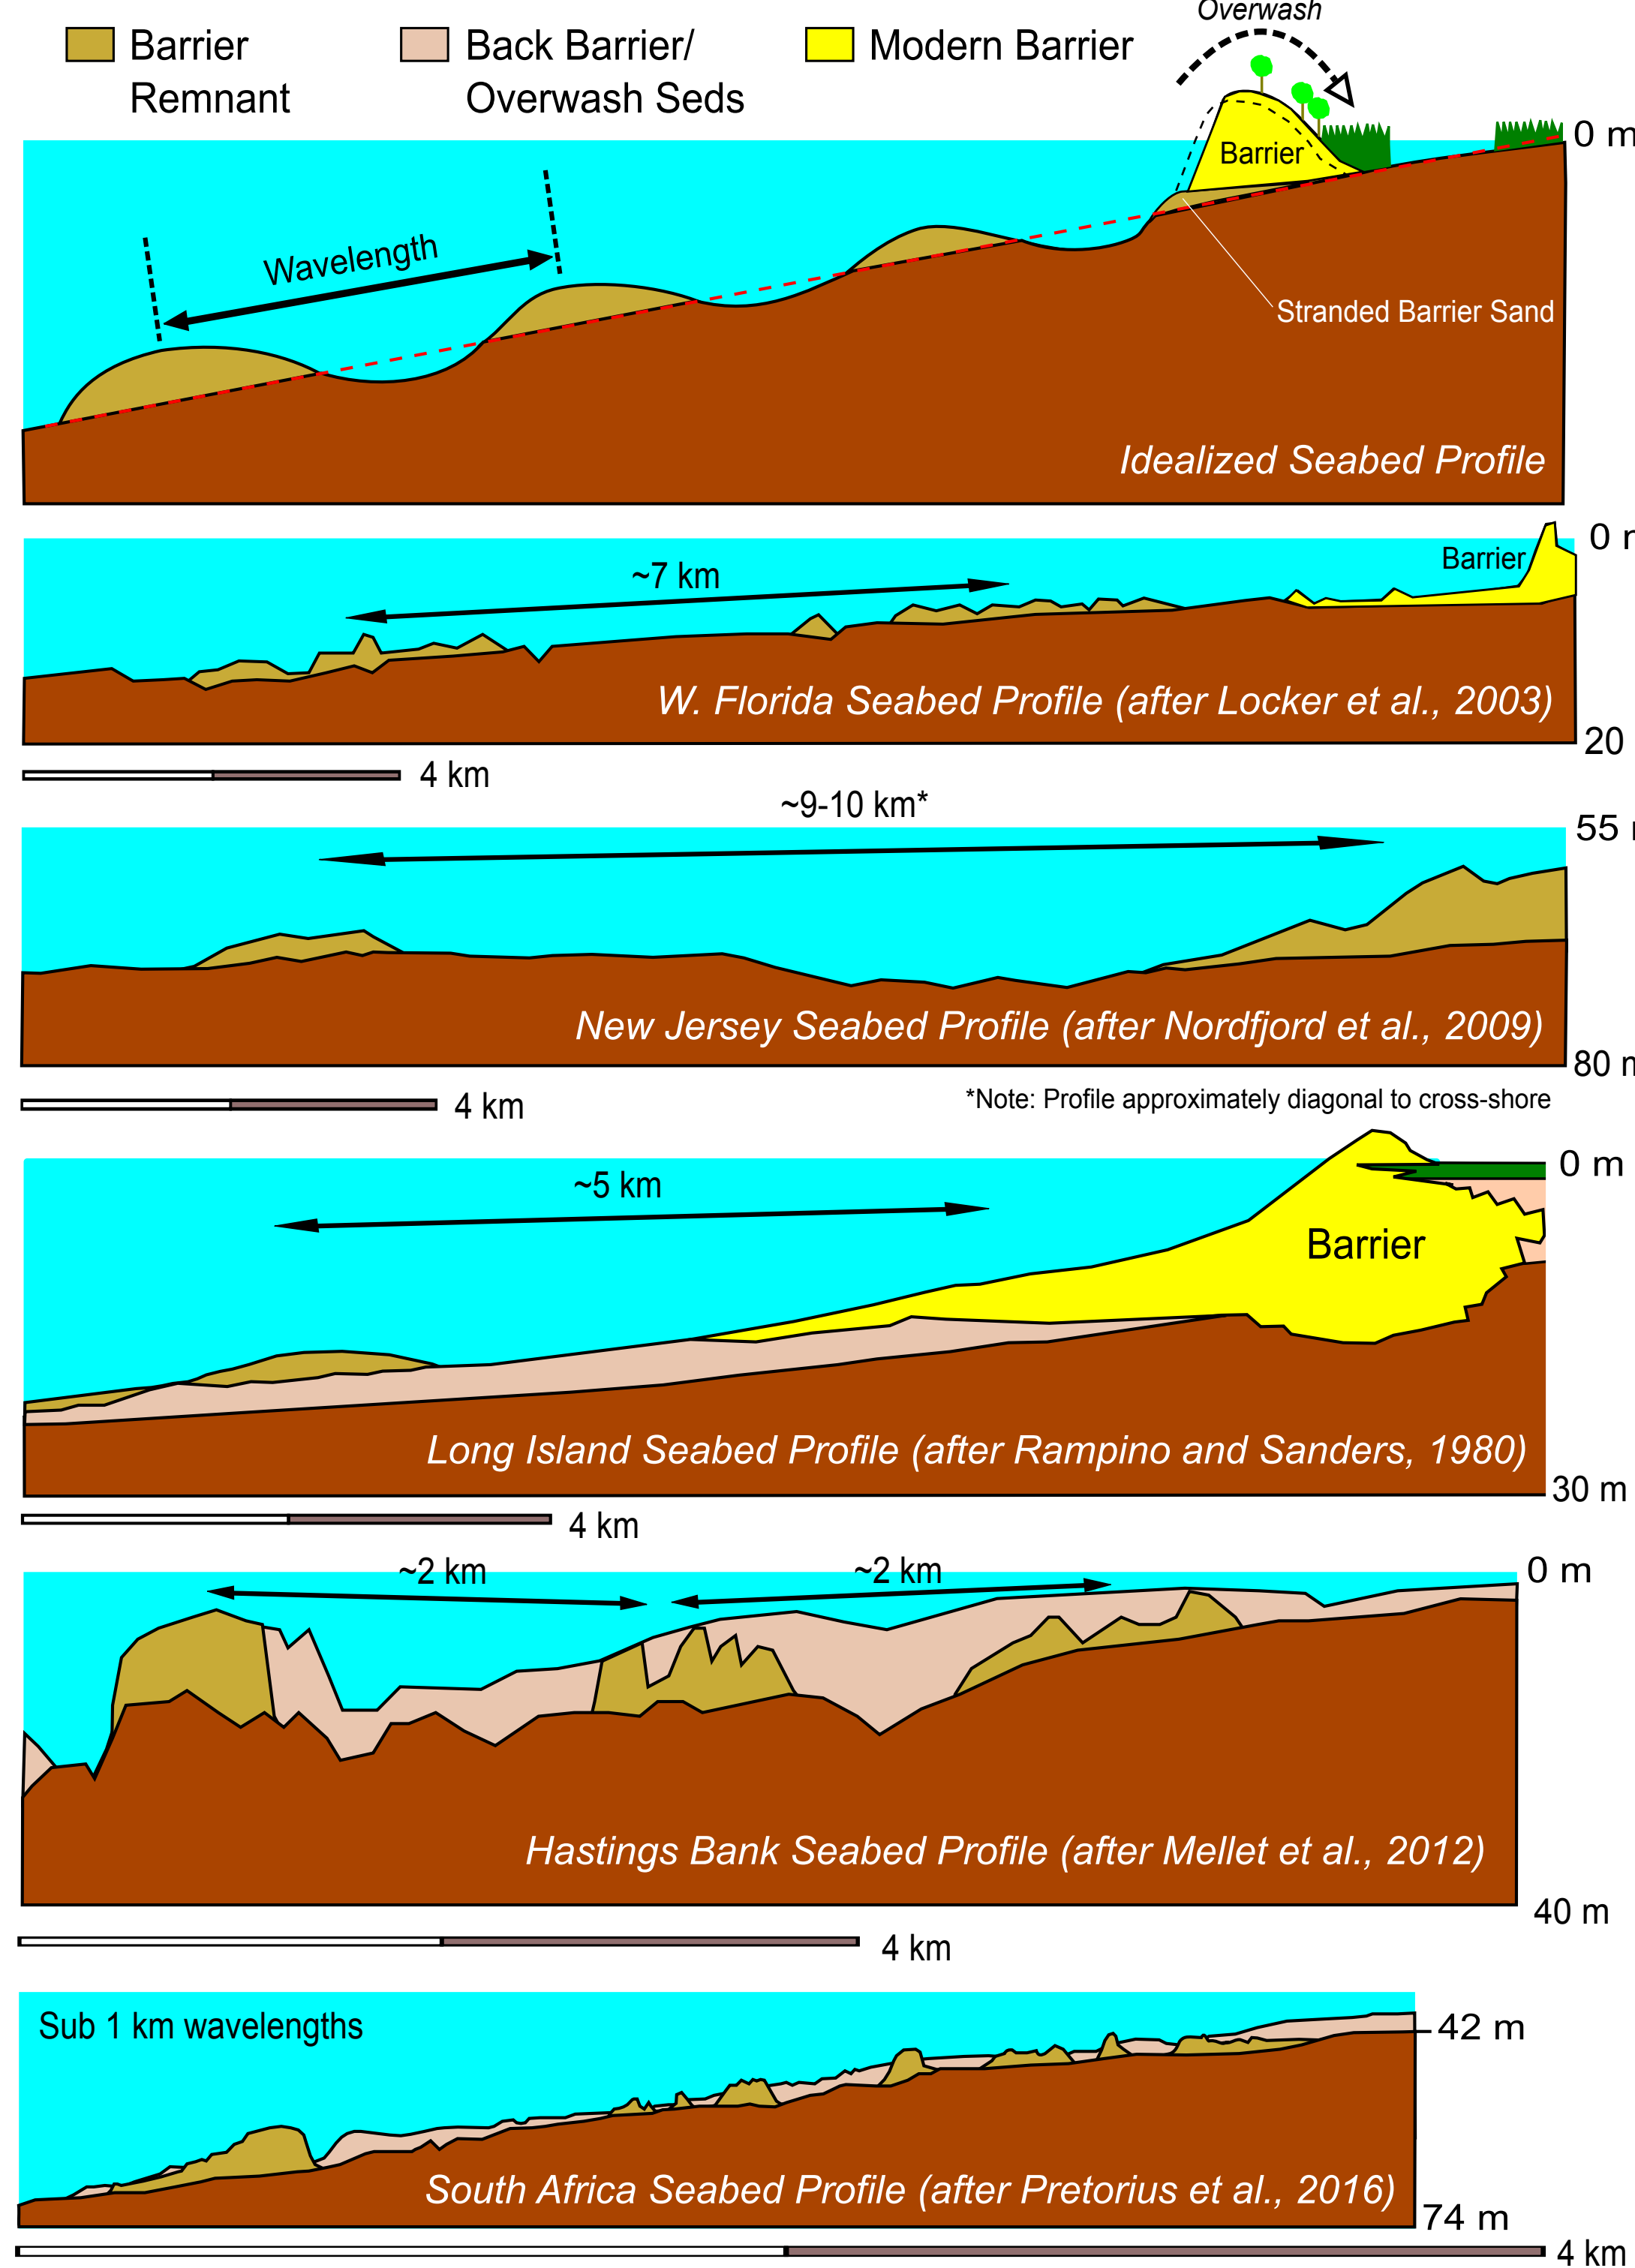 Overwash
Barrier
Remnant
Back Barrier/
Overwash Seds
Modern Barrier
0 m
Barrier
Wavelength
Stranded Barrier Sand
Idealized Seabed Profile
0
Barrier
~7 km
W. Florida Seabed Profile (after Locker et al., 2003)
20
4 km
~9-10 km*
55
New Jersey Seabed Profile (after Nordfjord et al., 2009)
80 m
4 km
*Note: Profile approximately diagonal to cross-shore
0 m
~5 km
Barrier
Long Island Seabed Profile (after Rampino and Sanders, 1980)
30 m
4 km
0 m
~2 km
~2 km
Hastings Bank Seabed Profile (after Mellet et al., 2012)
40 m
4 km
Sub 1 km wavelengths
42 m
South Africa Seabed Profile (after Pretorius et al., 2016)
74 m
4 km